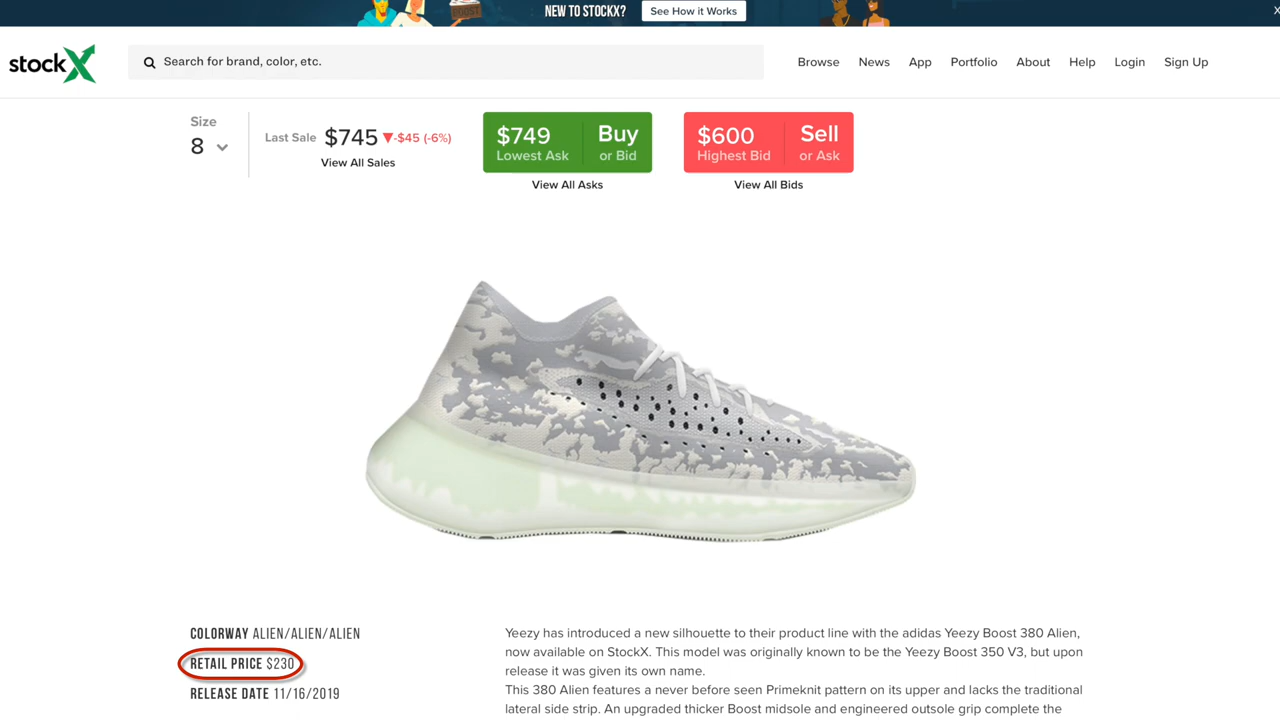 NEW TO STOCKX?
See How it Works
X
stockX
Search for brand, color, etc.
Browse News App Portfolio About Help Login Sign Up
Size
8
Last Sale $745 ▼-$45 (-6%)
View All Sales
$749 Buy
Lowest Ask or Bid
View All Asks
$600 Sell
Highest Bid or Ask
View All Bids
COLORWAY ALIEN/ALIEN/ALIEN
RETAIL PRICE $230
RELEASE DATE 11/16/2019
Yeezy has introduced a new silhouette to their product line with the adidas Yeezy Boost 380 Alien,
now available on StockX. This model was originally known to be the Yeezy Boost 350 V3, but upon
release it was given its own name.
This 380 Alien features a never before seen Primeknit pattern on its upper and lacks the traditional
lateral side strip. An upgraded thicker Boost midsole and engineered outsole grip complete the